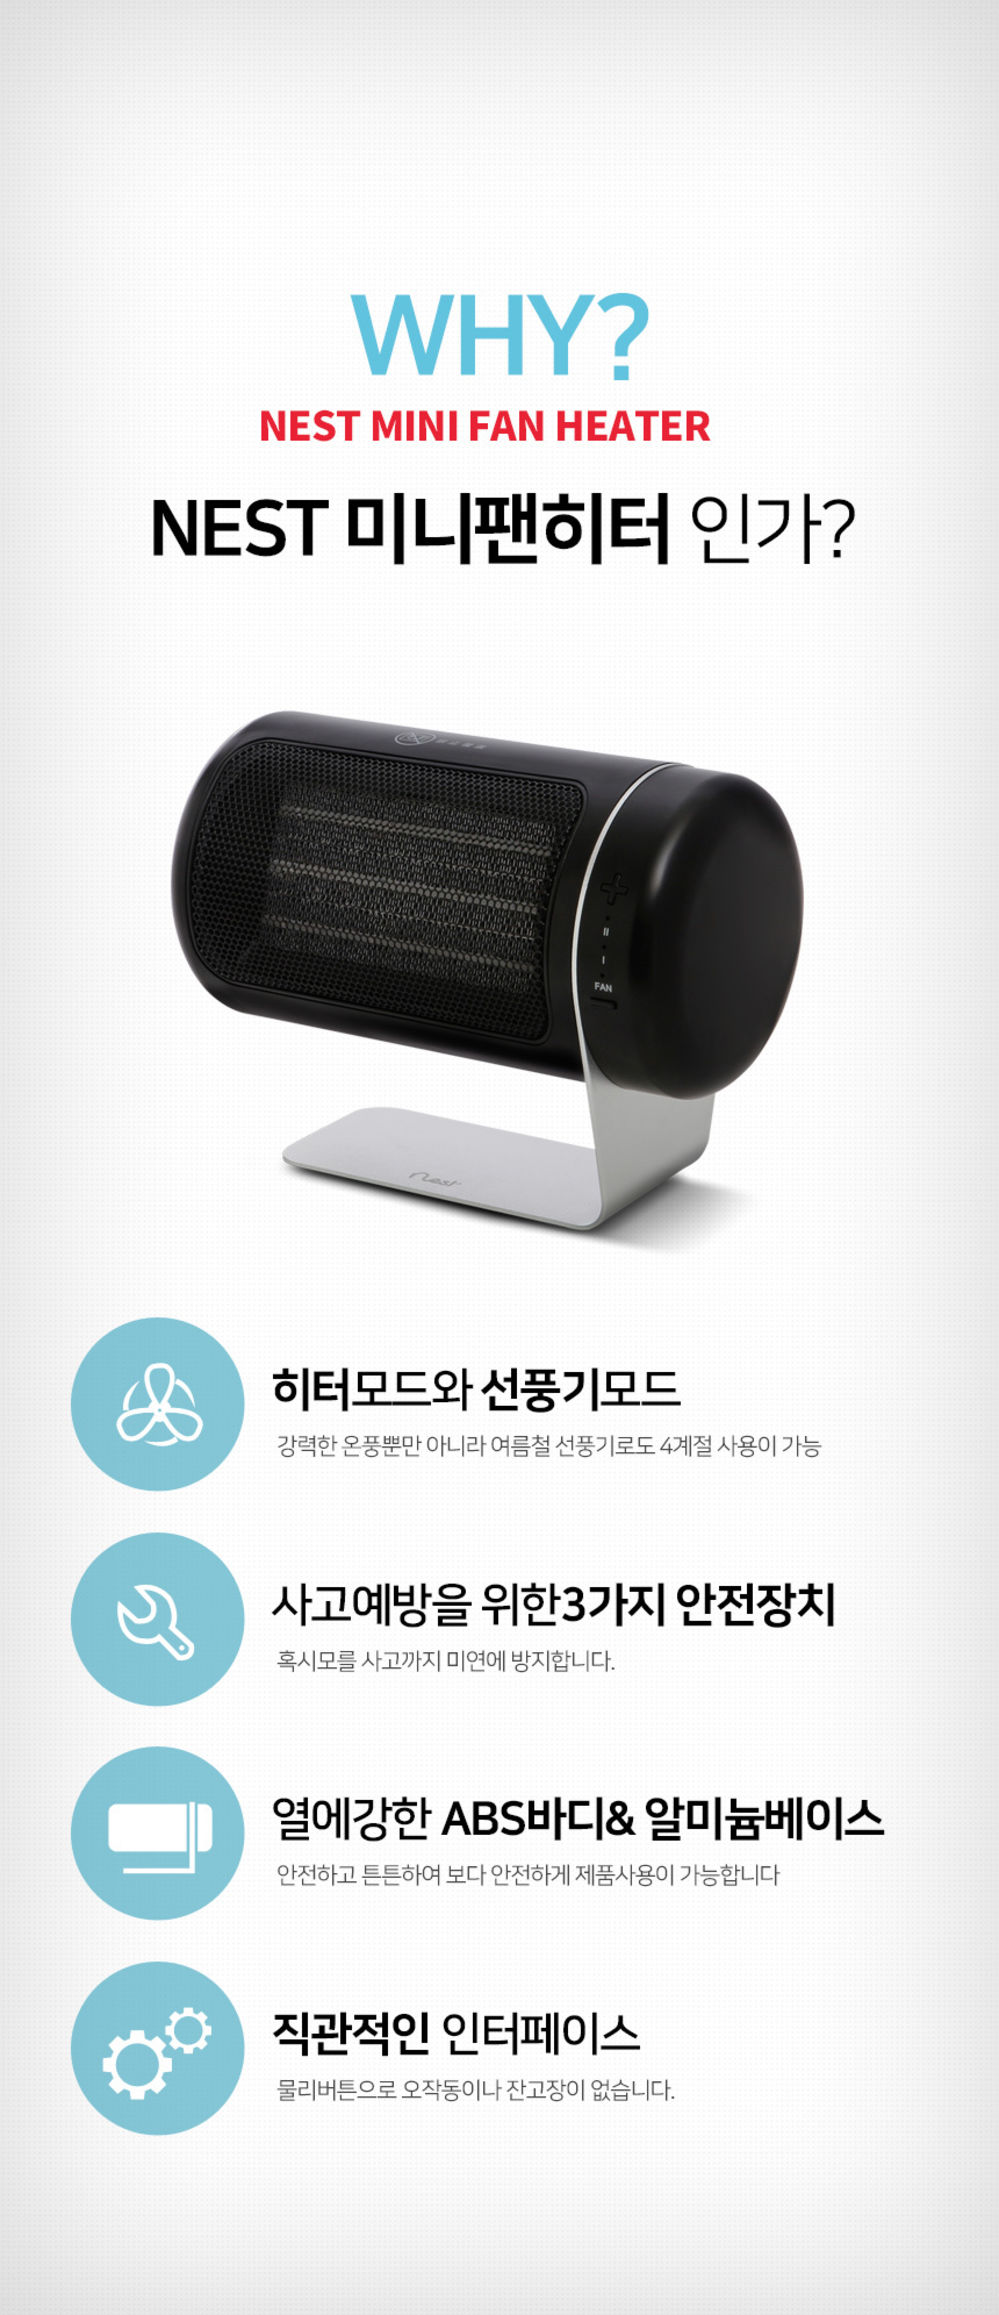 WHY?
NEST MINI FAN HEATER
NEST 미니팬히터 인가?
II
I
FAN
nest
히터모드와 선풍기모드
강력한 온풍뿐만 아니라 여름철 선풍기로도 4계절 사용이 가능
사고예방을 위한3가지 안전장치
혹시모를 사고까지 미연에 방지합니다.
열에강한 ABS바디& 알미늄베이스
안전하고 튼튼하여 보다 안전하게 제품사용이 가능합니다
직관적인 인터페이스
물리버튼으로 오작동이나 잔고장이 없습니다.